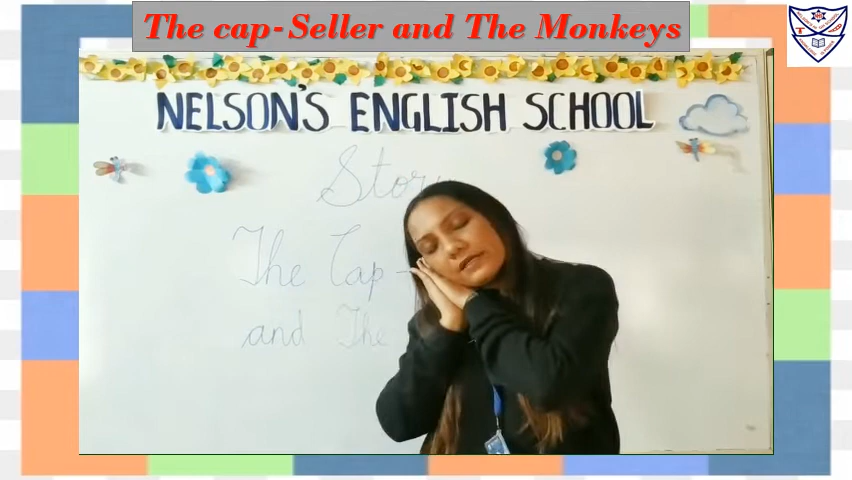 The cap-Seller and The Monkeys
NELSON'S ENGLISH SCHOOL
Story
The Cap -
and The